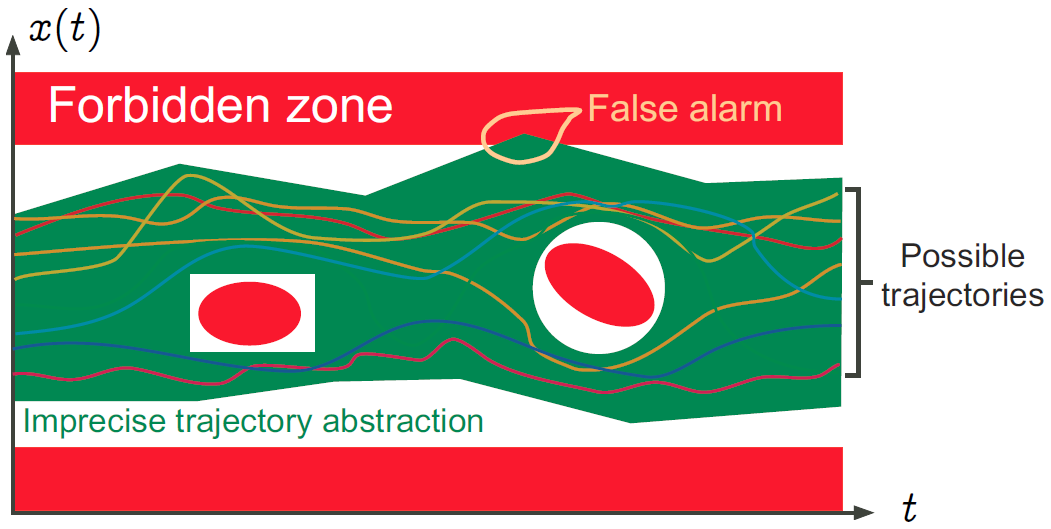 x(t)
Forbidden zone
False alarm
Possible
trajectories
Imprecise trajectory abstraction
t